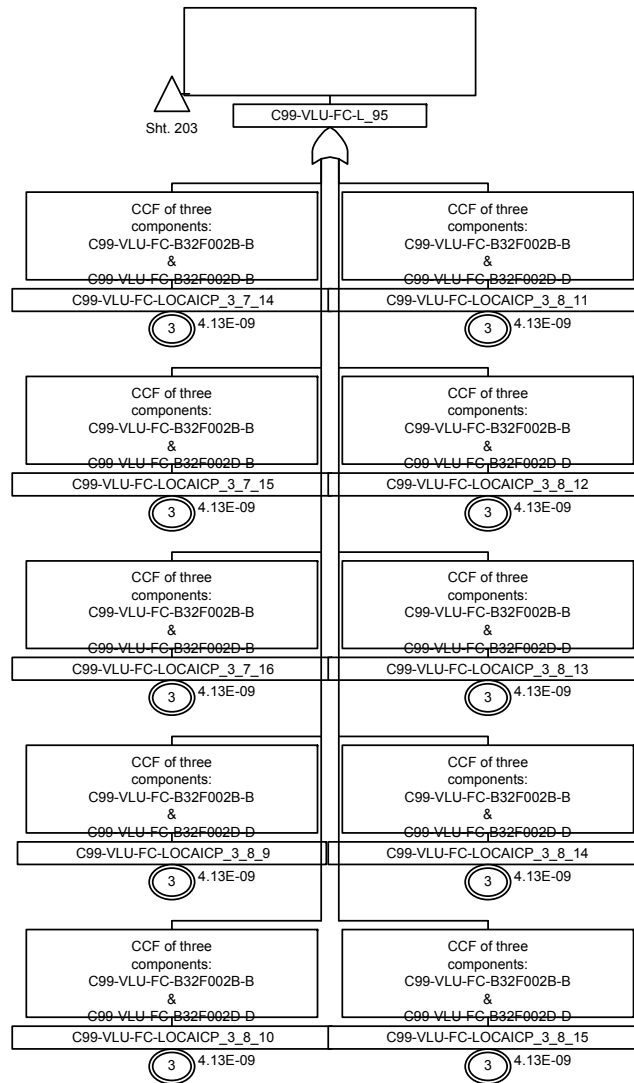 Sht. 203
C99-VLU-FC-L_95
CCF of three
components:
C99-VLU-FC-B32F002B-B
&
C99-VLU-FC-B32F002D-B
C99-VLU-FC-LOCAICP_3_7_14
3
4.13E-09
CCF of three
components:
C99-VLU-FC-B32F002B-B
&
C99-VLU-FC-B32F002D-D
C99-VLU-FC-LOCAICP_3_8_11
3
4.13E-09
CCF of three
components:
C99-VLU-FC-B32F002B-B
&
C99-VLU-FC-B32F002D-B
C99-VLU-FC-LOCAICP_3_7_15
3
4.13E-09
CCF of three
components:
C99-VLU-FC-B32F002B-B
&
C99-VLU-FC-B32F002D-D
C99-VLU-FC-LOCAICP_3_8_12
3
4.13E-09
CCF of three
components:
C99-VLU-FC-B32F002B-B
&
C99-VLU-FC-B32F002D-B
C99-VLU-FC-LOCAICP_3_7_16
3
4.13E-09
CCF of three
components:
C99-VLU-FC-B32F002B-B
&
C99-VLU-FC-B32F002D-D
C99-VLU-FC-LOCAICP_3_8_13
3
4.13E-09
CCF of three
components:
C99-VLU-FC-B32F002B-B
&
C99-VLU-FC-B32F002D-D
C99-VLU-FC-LOCAICP_3_8_9
3
4.13E-09
CCF of three
components:
C99-VLU-FC-B32F002B-B
&
C99-VLU-FC-B32F002D-D
C99-VLU-FC-LOCAICP_3_8_14
3
4.13E-09
CCF of three
components:
C99-VLU-FC-B32F002B-B
&
C99-VLU-FC-B32F002D-D
C99-VLU-FC-LOCAICP_3_8_10
3
4.13E-09
CCF of three
components:
C99-VLU-FC-B32F002B-B
&
C99-VLU-FC-B32F002D-D
C99-VLU-FC-LOCAICP_3_8_15
3
4.13E-09